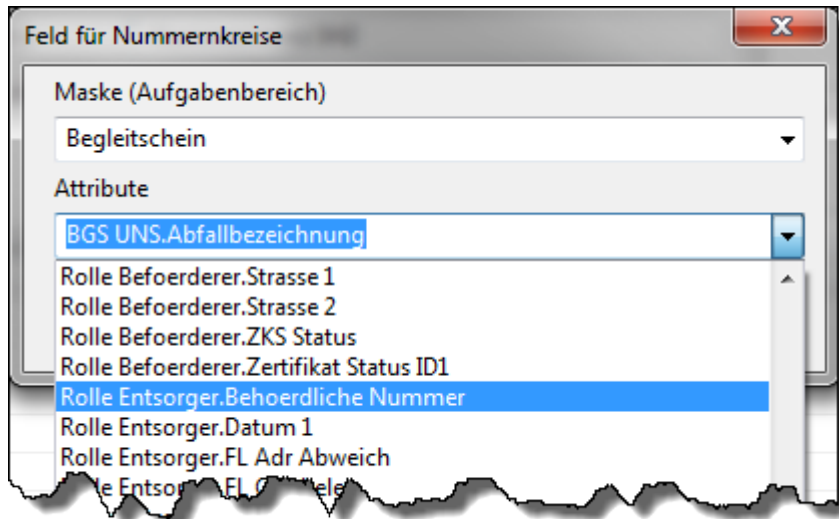 Feld für Nummernkreise
Maske (Aufgabenbereich)
Begleitschein
Attribute
BGS UNS.Abfallbezeichnung
Rolle Befoerderer.Strasse 1
Rolle Befoerderer.Strasse 2
Rolle Befoerderer.ZKS Status
Rolle Befoerderer.Zertifikat Status ID1
Rolle Entsorger.Behoerdliche Nummer
Rolle Entsorger.Datum 1
Rolle Entsorger.FL Adr Abweich